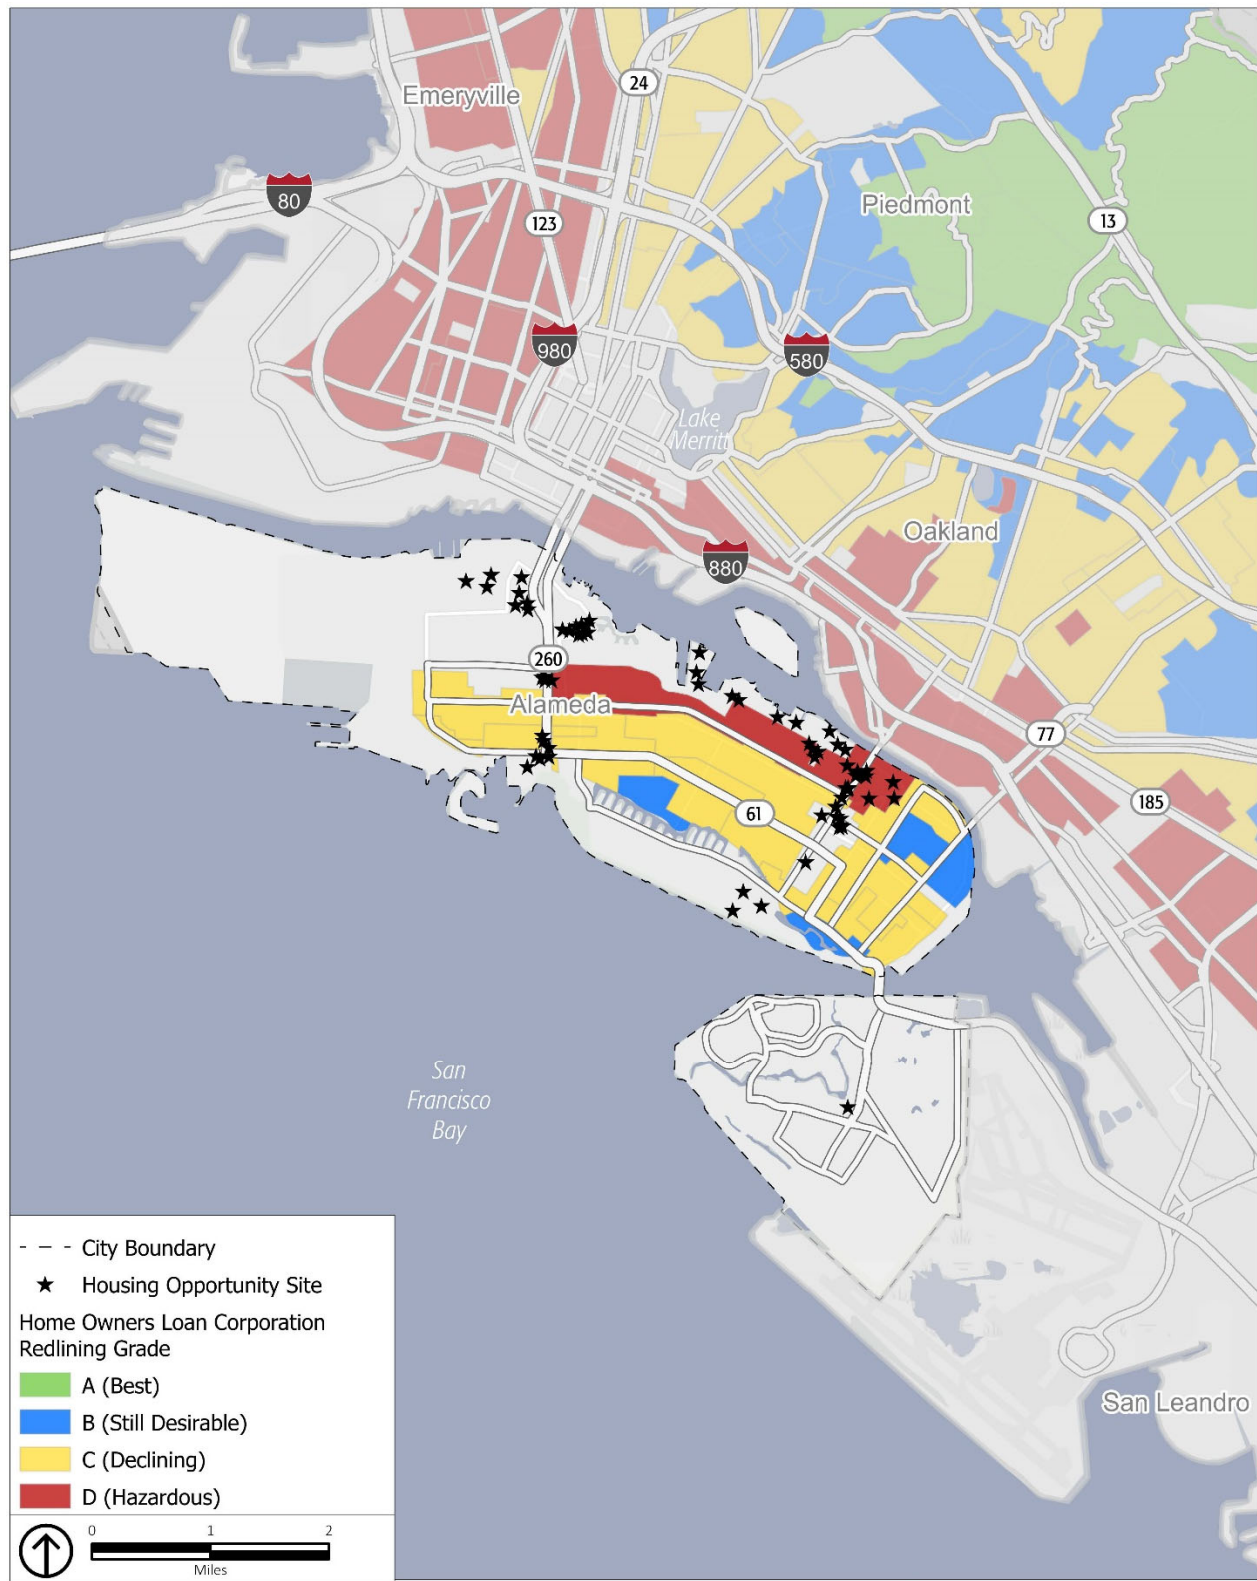 Emeryville
24
80
Piedmont
123
13
980
580
Lake
Merritt
Oakland
880
260
Alameda
77
61
185
San
Francisco
Bay
City Boundary
Housing Opportunity Site
Home Owners Loan Corporation
Redlining Grade
A (Best)
B (Still Desirable)
C (Declining)
D (Hazardous)
0 1 2
Miles
San Leandro